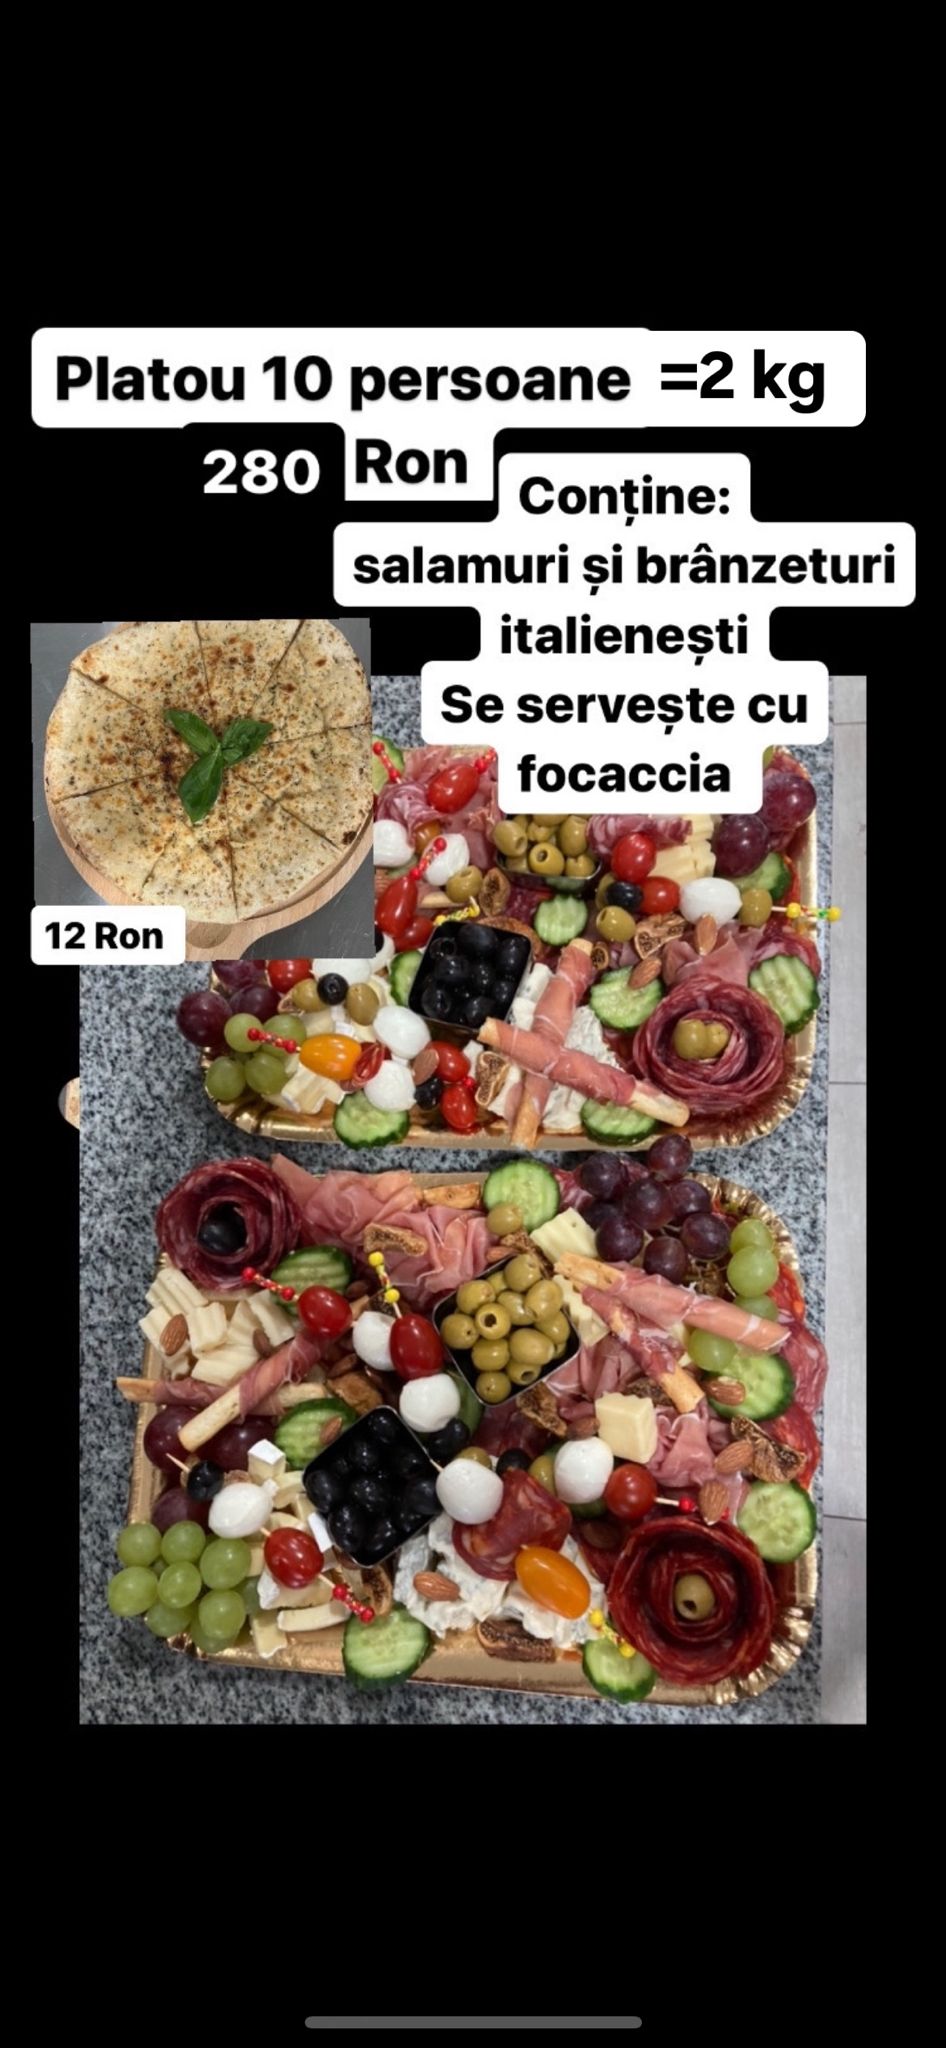 Platou 10 persoane =2 kg
280 Ron
Conține:
salamuri și brânzeturi
italienești
Se servește cu
focaccia
12 Ron